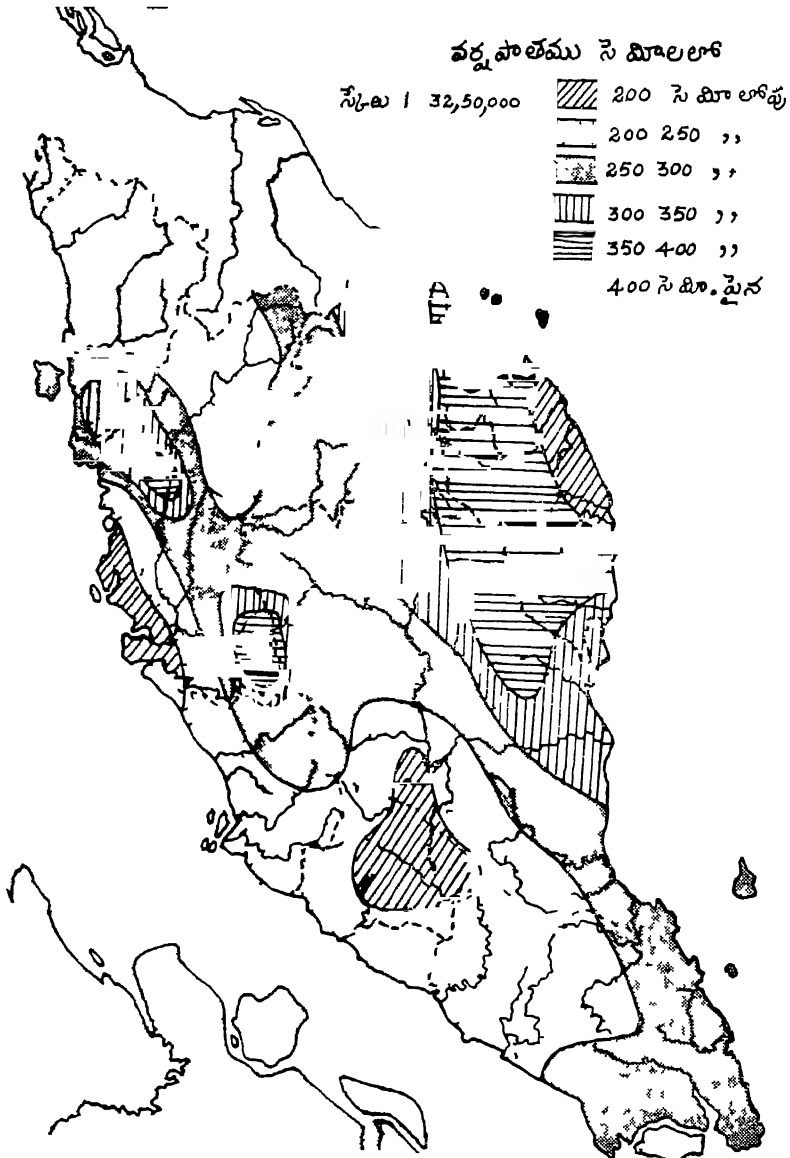 వర్షపాతము సె మీలలో
స్కేలు 1 32,50,000
200 సె మీ లోపు
200 250 ,,
250 300 ,,
300 350 ,,
350 400 ,,
400 సె.మీ. పైన